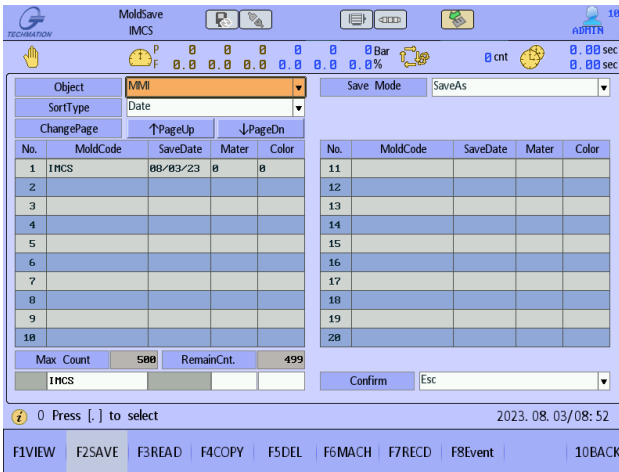 MoldSave
IMCS
TECHMATION
10
ADMIN
P 0 0 0 0 0 0 Bar 0 cnt 0.00 sec
F 0.0 0.0 0.0 0.0 0.0 0.0% 0.00 sec
Object MMI Save Mode SaveAs
SortType Date
ChangePage ↑PageUp ↓PageDn
No. MoldCode SaveDate Mater Color No. MoldCode SaveDate Mater Color
1 IMCS 08/03/23 0 0 11
2 12
3 13
4 14
5 15
6 16
7 17
8 18
9 19
10 20
Max Count 500 RemainCnt. 499
IMCS Confirm Esc
i 0 Press [.] to select 2023. 08. 03/08: 52
F1VIEW F2SAVE F3READ F4COPY F5DEL F6MACH F7RECD F8Event 10BACK